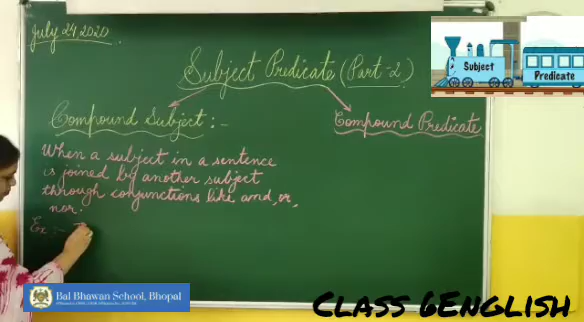 July 24 2020.
Subject Predicate (Part-2)
Subject
Predicate
Compound Subject:-
Compound Predicate
When a subject in a sentence
is joined by another subject
through conjunctions like and, or,
nor.
Ex :-
Bal Bhawan School, Bhopal
CLASS 6ENGLISH